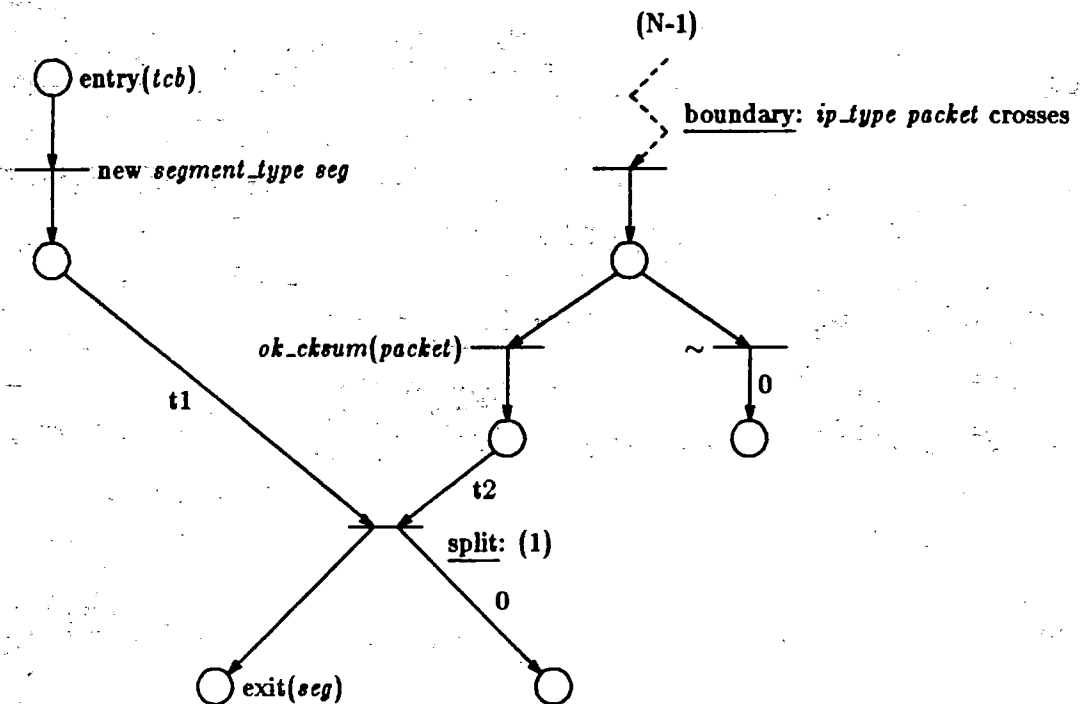 (N-1)
entry(tcb)
boundary: ip_type packet crosses
new segment_type seg
ok_cksum(packet)
~
0
t1
t2
split: (1)
0
exit(seg)